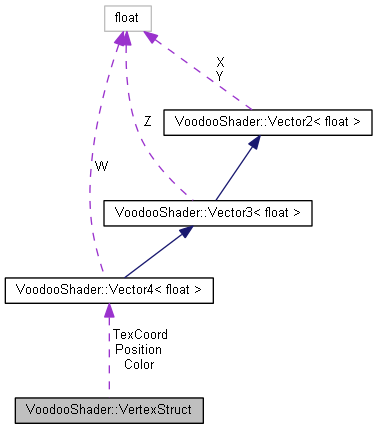 float
X
Y
VoodooShader::Vector2< float >
Z
W
VoodooShader::Vector3< float >
VoodooShader::Vector4< float >
TexCoord
Position
Color
VoodooShader::VertexStruct